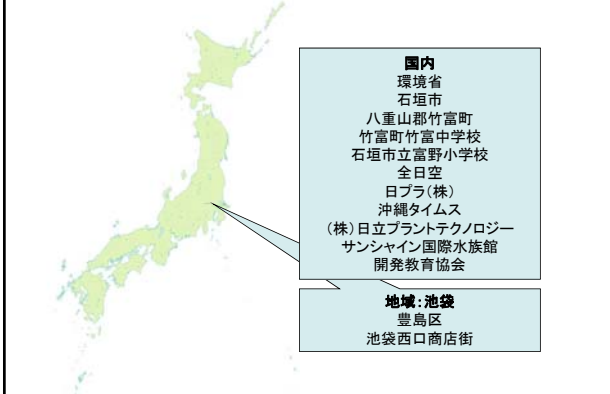 国内
環境省
石垣市
八重山郡竹富町
竹富町竹富中学校
石垣市立富野小学校
全日空
日プラ(株)
沖縄タイムス
(株)日立プラントテクノロジー
サンシャイン国際水族館
開発教育協会
地域:池袋
豊島区
池袋西口商店街